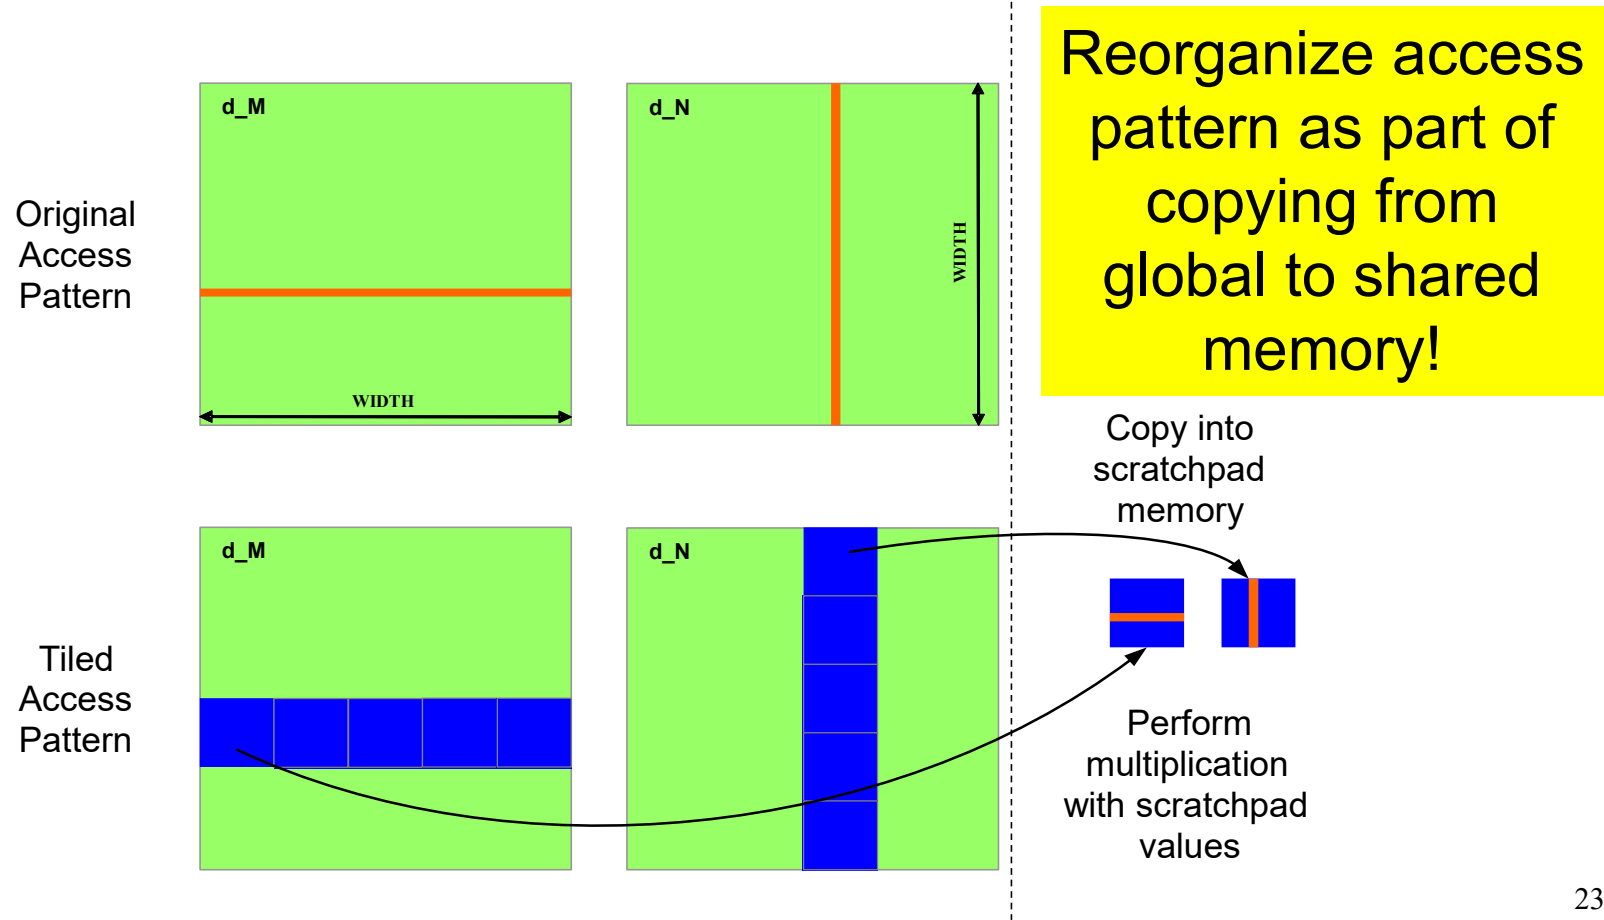 Reorganize access
pattern as part of
copying from
global to shared
memory!
Original
Access
Pattern
d_M
WIDTH
d_N
WIDTH
Copy into
scratchpad
memory
Tiled
Access
Pattern
d_M
d_N
Perform
multiplication
with scratchpad
values
23